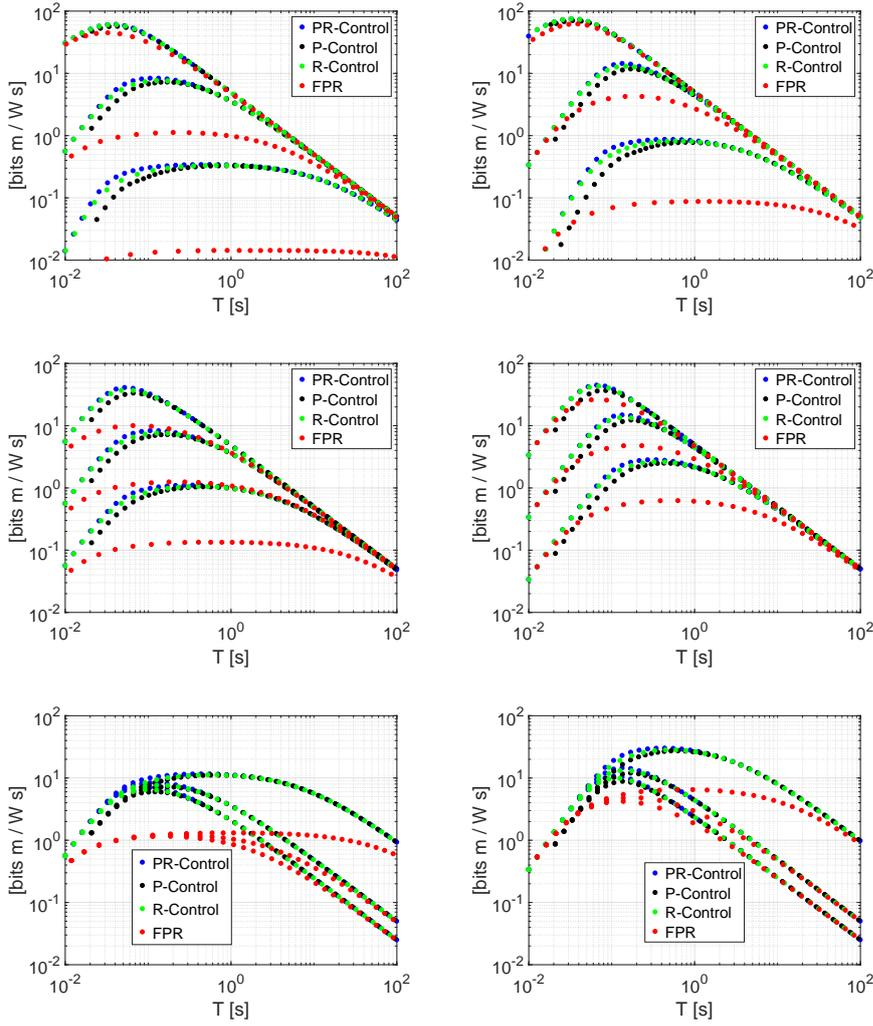 10^2
10^1
10^0
10^-1
10^-2
[bits m / W s]
PR-Control
P-Control
R-Control
FPR
10^-2
10^0
10^2
T [s]
10^2
10^1
10^0
10^-1
10^-2
[bits m / W s]
PR-Control
P-Control
R-Control
FPR
10^-2
10^0
10^2
T [s]
10^2
10^1
10^0
10^-1
10^-2
[bits m / W s]
PR-Control
P-Control
R-Control
FPR
10^-2
10^0
10^2
T [s]
10^2
10^1
10^0
10^-1
10^-2
[bits m / W s]
PR-Control
P-Control
R-Control
FPR
10^-2
10^0
10^2
T [s]
10^2
10^1
10^0
10^-1
10^-2
[bits m / W s]
PR-Control
P-Control
R-Control
FPR
10^-2
10^0
10^2
T [s]
10^2
10^1
10^0
10^-1
10^-2
[bits m / W s]
PR-Control
P-Control
R-Control
FPR
10^-2
10^0
10^2
T [s]